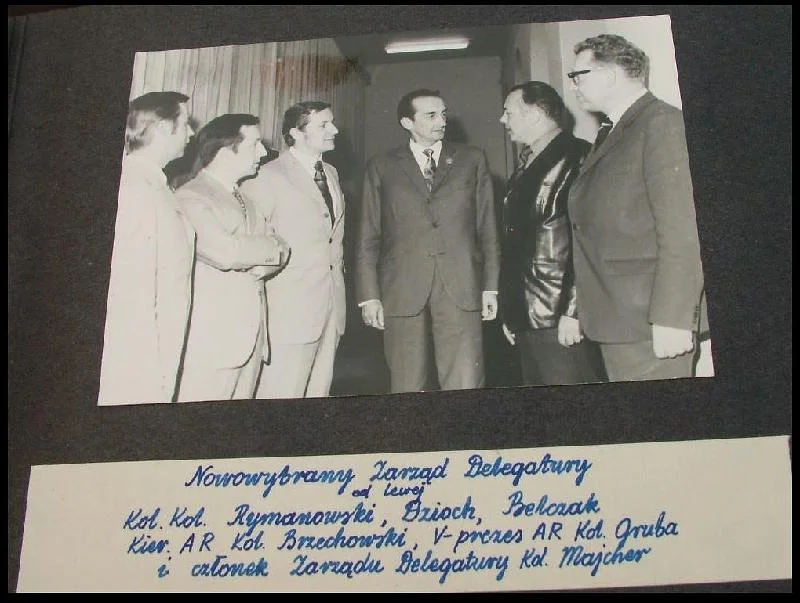 Nowowybrany Zarząd Delegatury
od lewej
Kol. Kol. Rymanowski, Dzioch, Belczak
Kier. AR Kol. Brzechowski, V-prezes AR Kol. Gruba
i członek Zarządu Delegatury Kol. Majcher